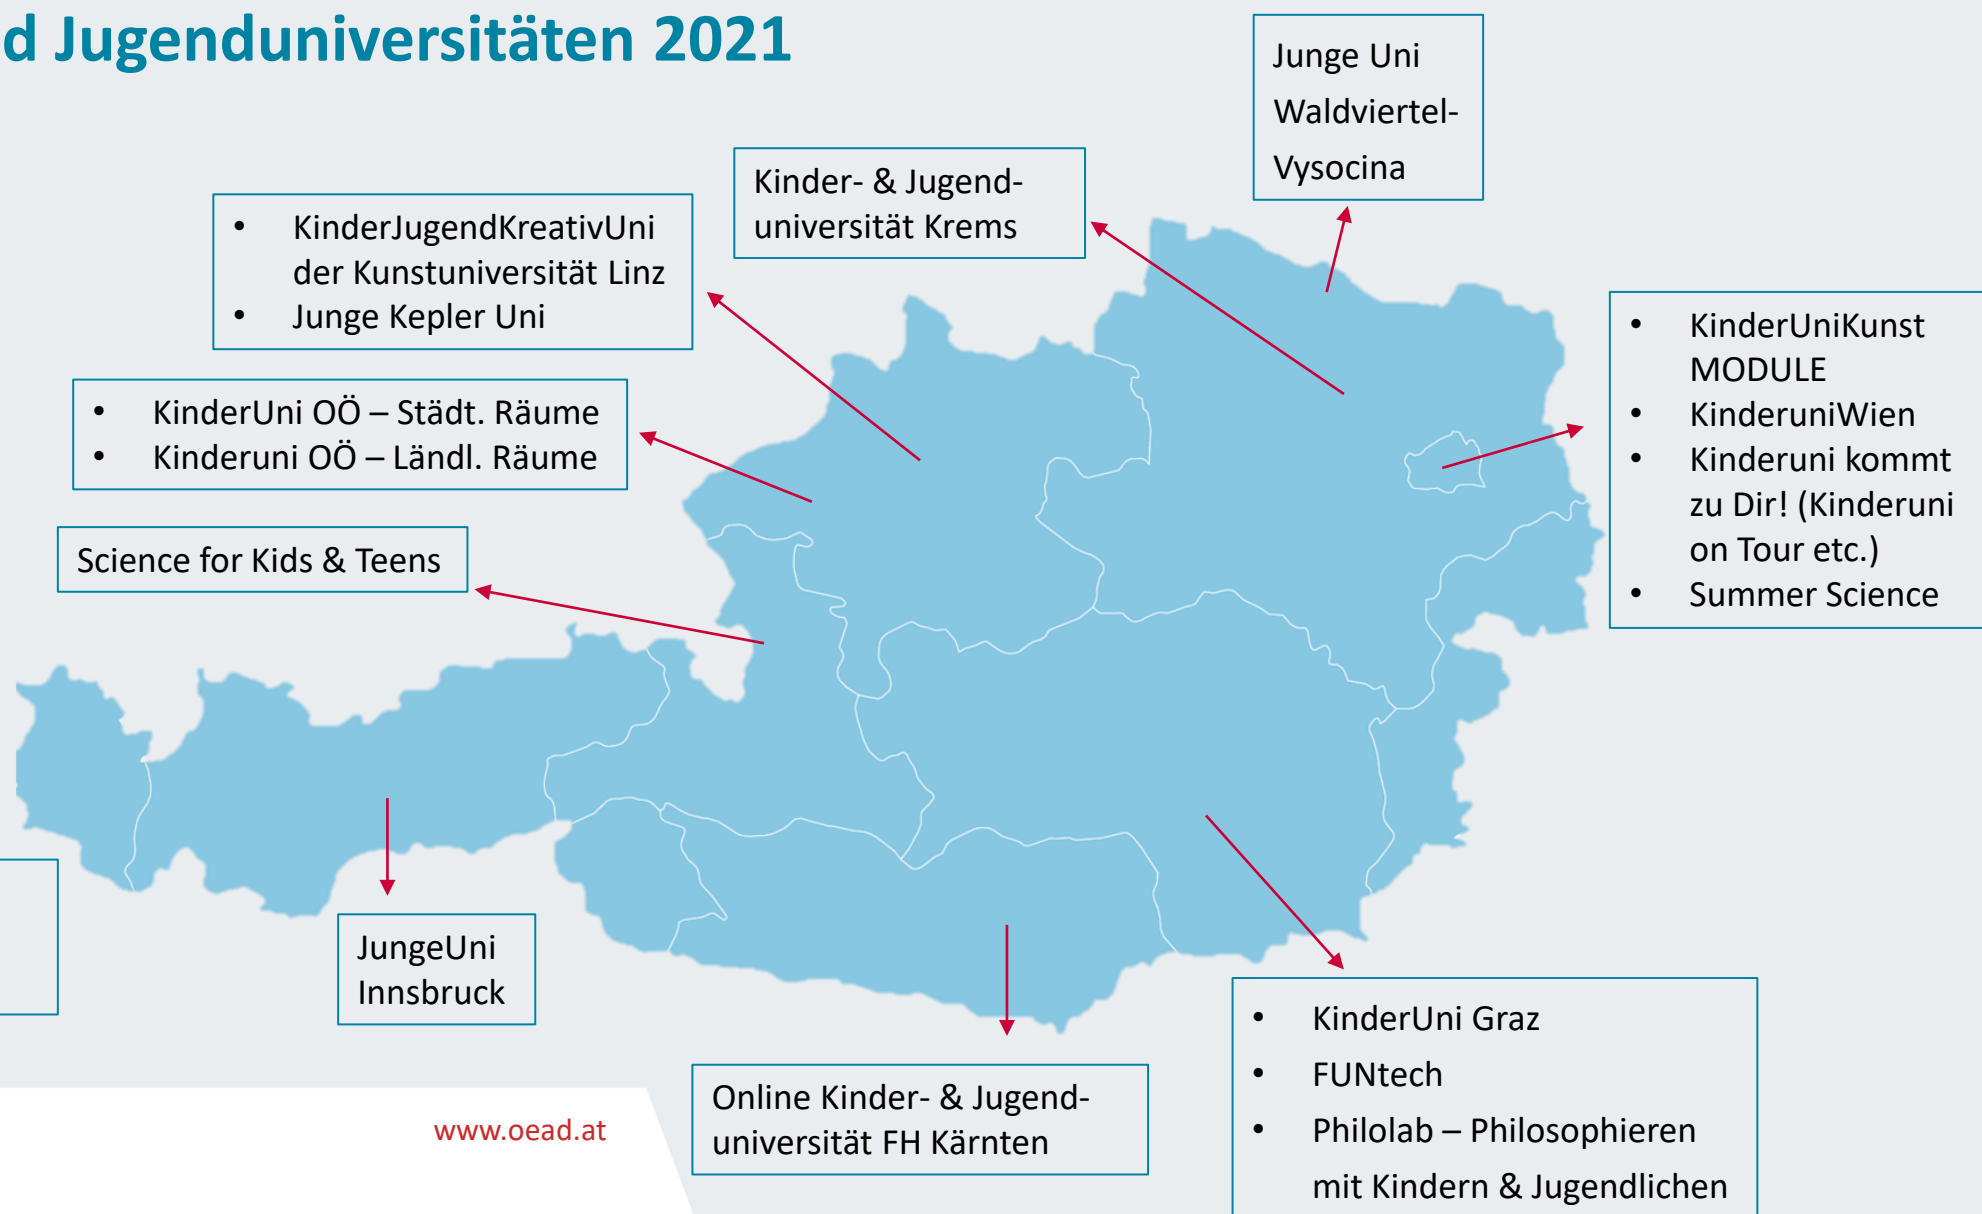 d Jugenduniversitäten 2021
Junge Uni
Waldviertel-
Vysocina
Kinder- & Jugend-
universität Krems
• KinderJugendKreativUni
der Kunstuniversität Linz
• Junge Kepler Uni
• KinderUniKunst
MODULE
• KinderuniWien
• Kinderuni kommt
zu Dir! (Kinderuni
on Tour etc.)
• Summer Science
• KinderUni OÖ – Städt. Räume
• Kinderuni OÖ – Ländl. Räume
Science for Kids & Teens
JungeUni
Innsbruck
Online Kinder- & Jugend-
universität FH Kärnten
• KinderUni Graz
• FUNtech
• Philolab – Philosophieren
mit Kindern & Jugendlichen
www.oead.at